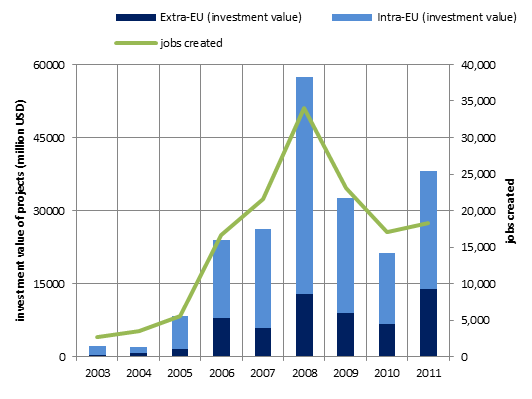 Extra-EU (investment value) Intra-EU (investment value)
jobs created
investment value of projects (million USD)
60000
45000
30000
15000
0
40,000
35,000
30,000
25,000
20,000
15,000
10,000
5,000
0
jobs created
2003 2004 2005 2006 2007 2008 2009 2010 2011